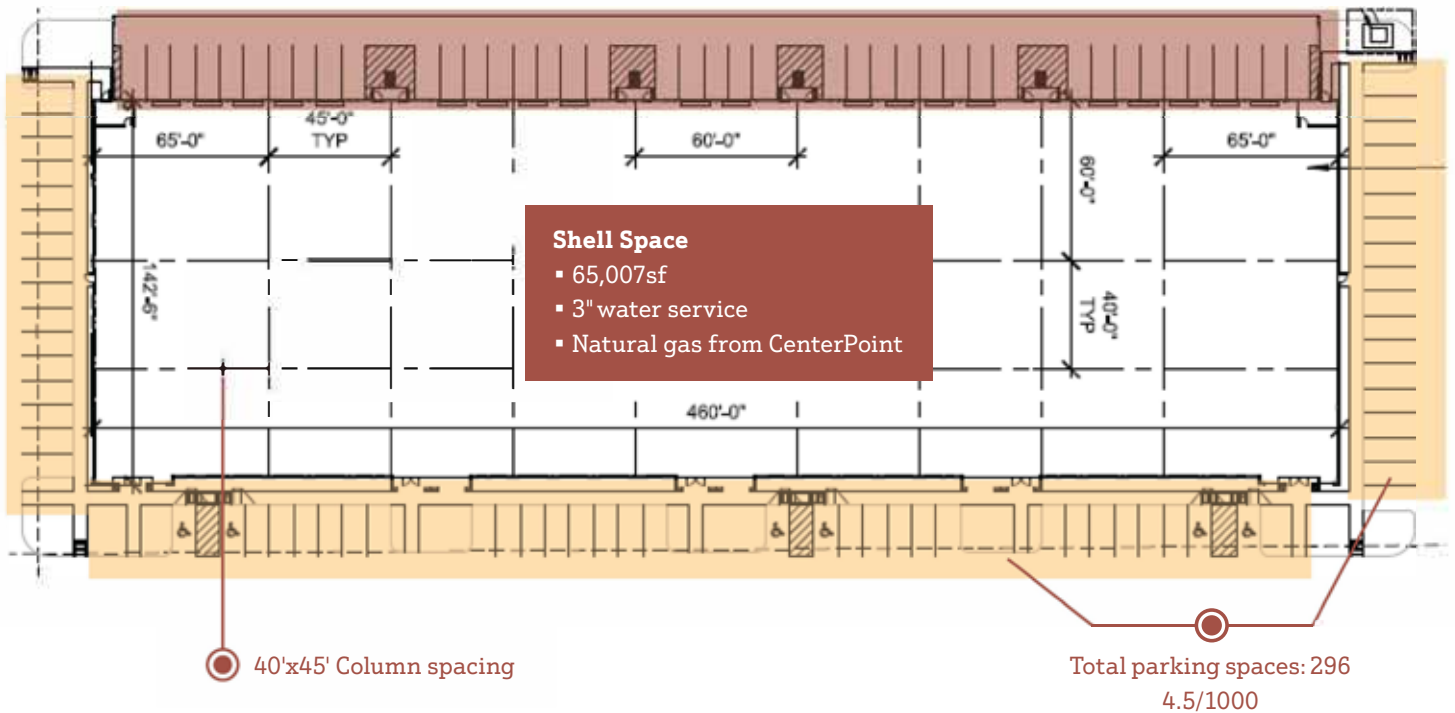 45'-0"
TYP
65'-0"
60'-0"
65'-0"
60'-0"
Shell Space
▪ 65,007sf
▪ 3" water service
▪ Natural gas from CenterPoint
142'-6"
40'-0"
TYP
460'-0"
40'x45' Column spacing
Total parking spaces: 296
4.5/1000